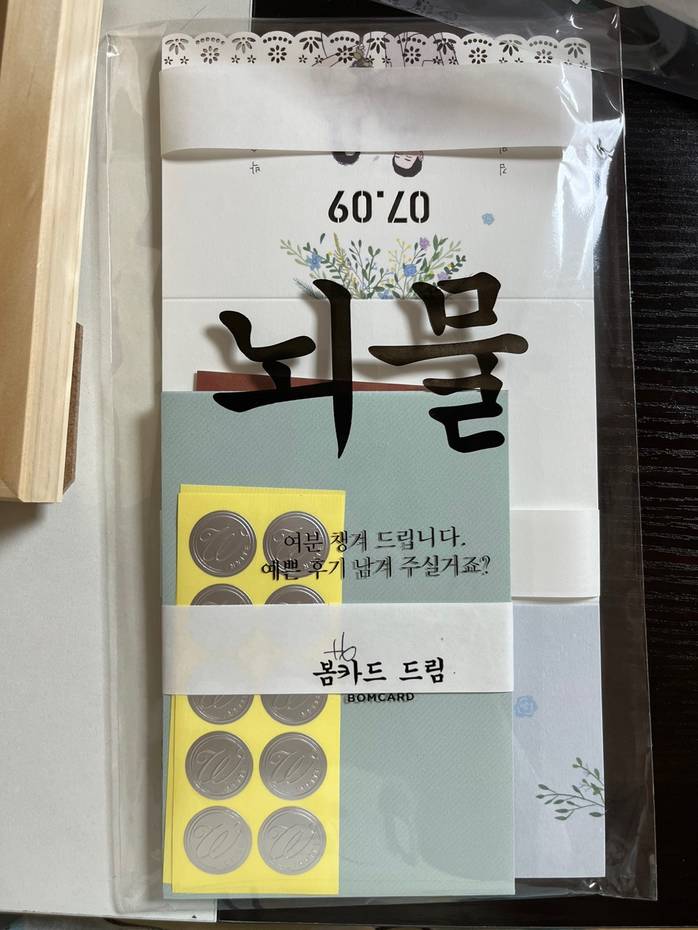 07.09
뇌물
여분 챙겨 드립니다.
예쁜 후기 남겨 주실거죠?
봄카드 드림
BOMCARD